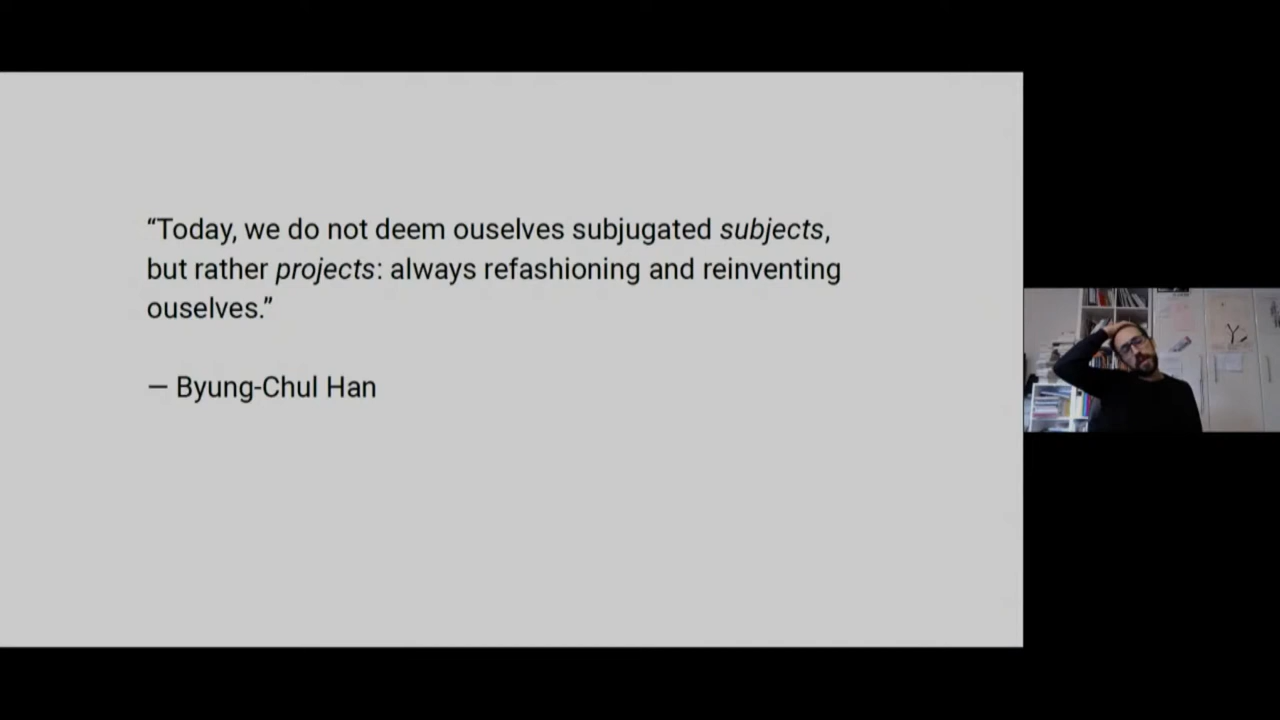 “Today, we do not deem ouselves subjugated subjects,
but rather projects: always refashioning and reinventing
ouselves.”
— Byung-Chul Han